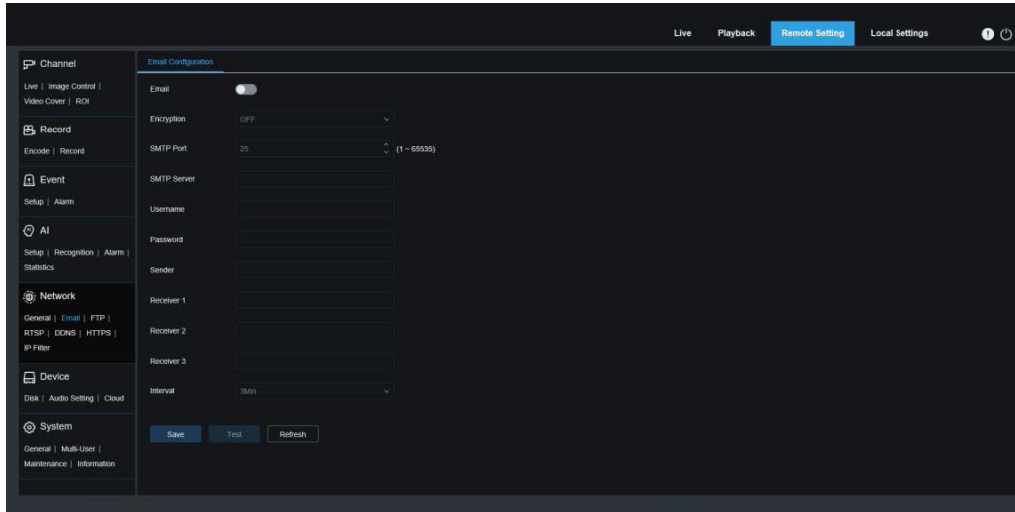 Live Playback Remote Setting Local Settings
Channel
Live | Image Control |
Video Cover | ROI
Record
Encode | Record
Event
Setup | Alarm
AI
Setup | Recognition | Alarm |
Statistics
Network
General | Email | FTP |
RTSP | DDNS | HTTPS |
IP Filter
Device
Disk | Audio Setting | Cloud
System
General | Multi-User |
Maintenance | Information
Email Configuration
Email
Encryption OFF
SMTP Port 25 (1 ~ 65535)
SMTP Server
Username
Password
Sender
Receiver 1
Receiver 2
Receiver 3
Interval 3Min
Save Test Refresh